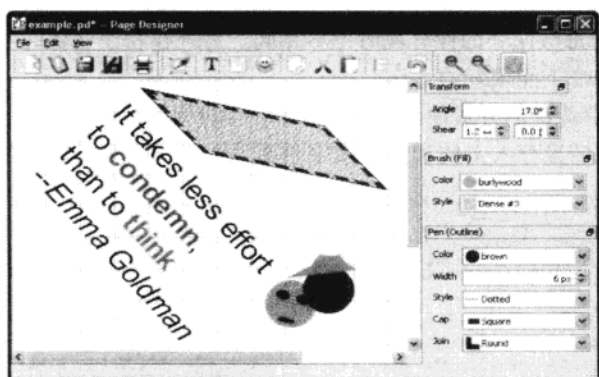 example.pd* - Page Designer
File Edit View
Transform
Angle 17.0°
Shear 1.2 ↔ 0.0 ↕
Brush (Fill)
Color burlywood
Style Dense #3
Pen (Outline)
Color brown
Width 6 px
Style Dotted
Cap Square
Join Round
It takes less effort
to condemn,
than to think
--Emma Goldman